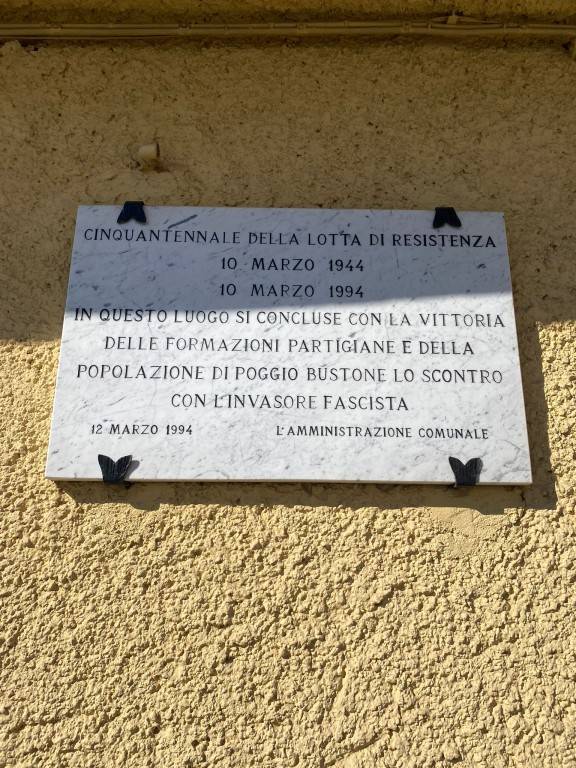 CINQUANTENNALE DELLA LOTTA DI RESISTENZA
10 MARZO 1944
10 MARZO 1994
IN QUESTO LUOGO SI CONCLUSE CON LA VITTORIA
DELLE FORMAZIONI PARTIGIANE E DELLA
POPOLAZIONE DI POGGIO BUSTONE LO SCONTRO
CON L'INVASORE FASCISTA
12 MARZO 1994 L'AMMINISTRAZIONE COMUNALE